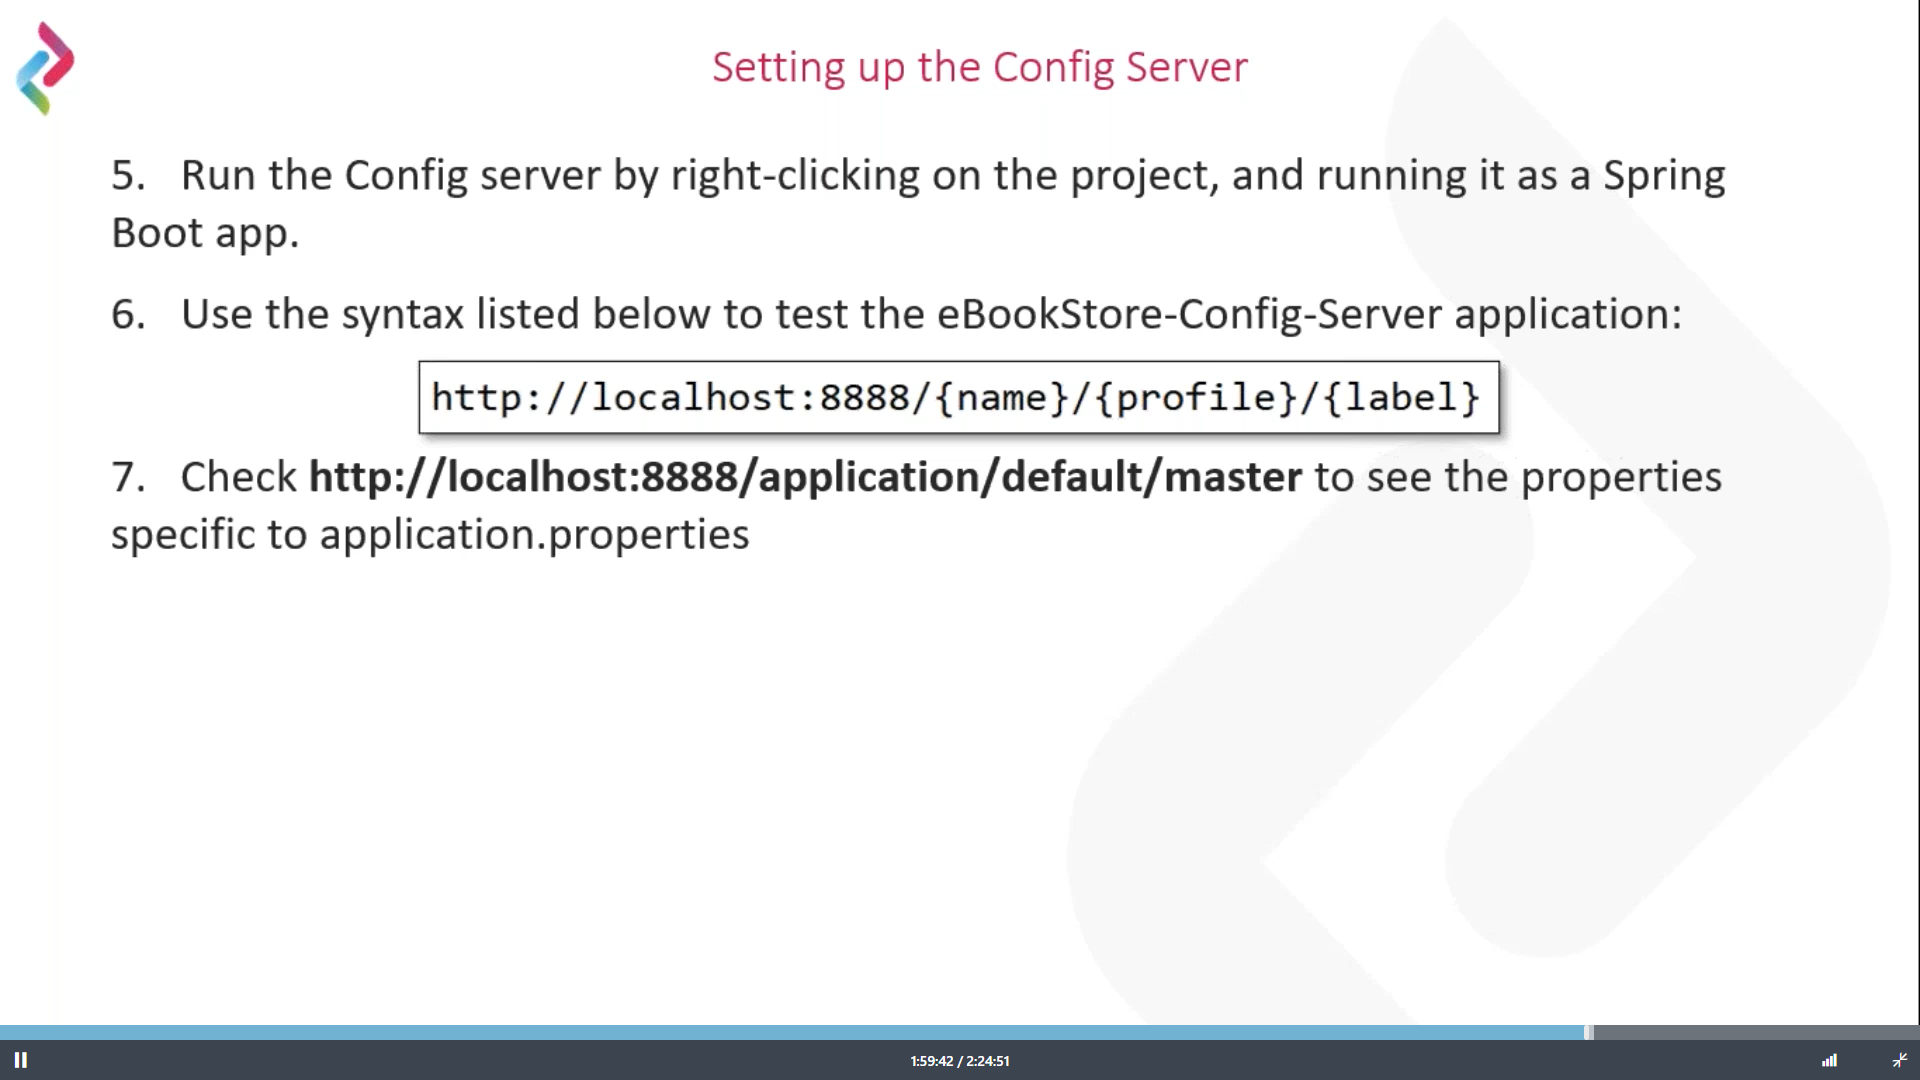 Setting up the Config Server
5. Run the Config server by right-clicking on the project, and running it as a Spring
Boot app.
6. Use the syntax listed below to test the eBookStore-Config-Server application:
http://localhost:8888/{name}/{profile}/{label}
7. Check http://localhost:8888/application/default/master to see the properties
specific to application.properties
1:59:42 / 2:24:51